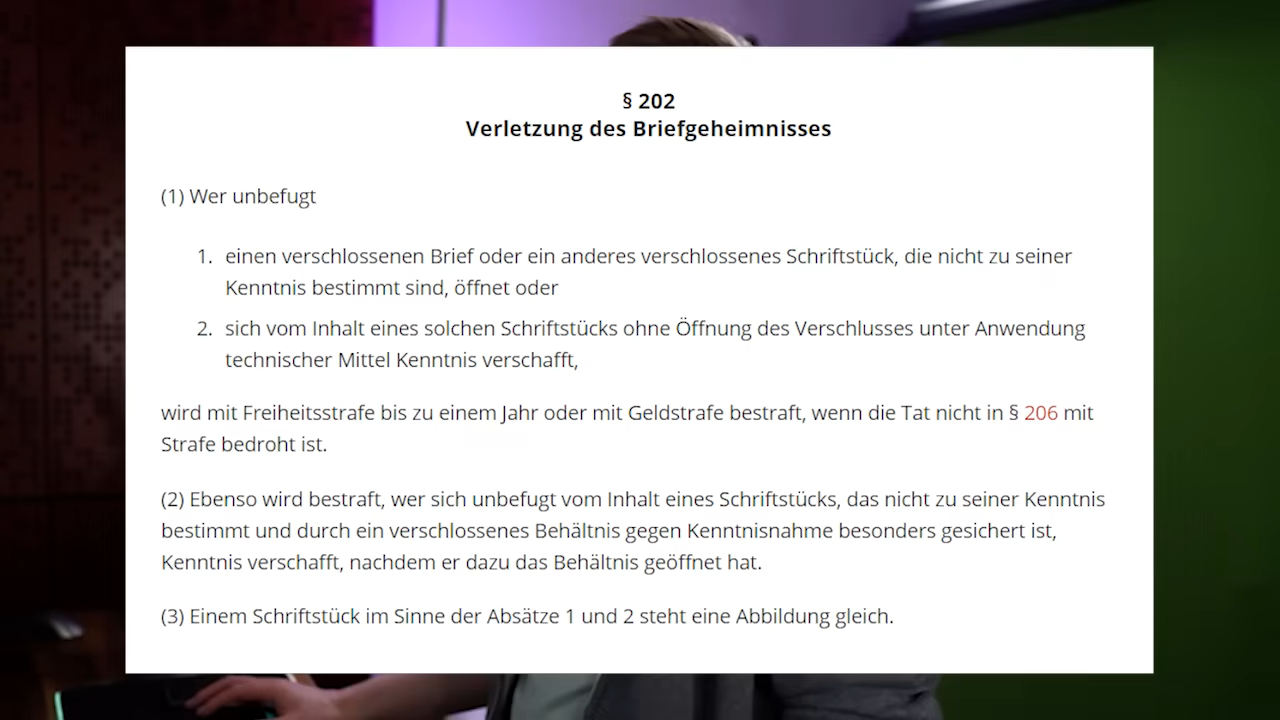 § 202
Verletzung des Briefgeheimnisses
(1) Wer unbefugt
1. einen verschlossenen Brief oder ein anderes verschlossenes Schriftstück, die nicht zu seiner
Kenntnis bestimmt sind, öffnet oder
2. sich vom Inhalt eines solchen Schriftstücks ohne Öffnung des Verschlusses unter Anwendung
technischer Mittel Kenntnis verschafft,
wird mit Freiheitsstrafe bis zu einem Jahr oder mit Geldstrafe bestraft, wenn die Tat nicht in § 206 mit
Strafe bedroht ist.
(2) Ebenso wird bestraft, wer sich unbefugt vom Inhalt eines Schriftstücks, das nicht zu seiner Kenntnis
bestimmt und durch ein verschlossenes Behältnis gegen Kenntnisnahme besonders gesichert ist,
Kenntnis verschafft, nachdem er dazu das Behältnis geöffnet hat.
(3) Einem Schriftstück im Sinne der Absätze 1 und 2 steht eine Abbildung gleich.